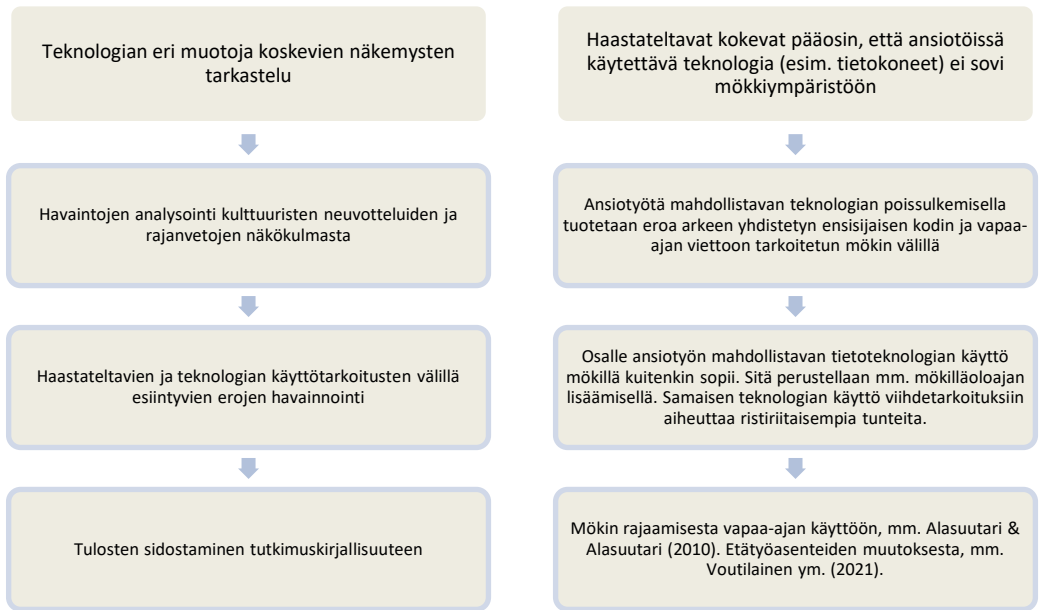 Teknologian eri muotoja koskevien näkemysten
tarkastelu
Havaintojen analysointi kulttuuristen neuvotteluiden ja
rajanvetojen näkökulmasta
Haastateltavien ja teknologian käyttötarkoitusten välillä
esiintyvien erojen havainnointi
Tulosten sidostaminen tutkimuskirjallisuuteen
Haastateltavat kokevat pääosin, että ansiotöissä
käytettävä teknologia (esim. tietokoneet) ei sovi
mökkiympäristöön
Ansiotyötä mahdollistavan teknologian poissulkemisella
tuotetaan eroa arkeen yhdistetyn ensisijaisen kodin ja vapaa-
ajan viettoon tarkoitetun mökin välillä
Osalle ansiotyön mahdollistavan tietoteknologian käyttö
mökillä kuitenkin sopii. Sitä perustellaan mm. mökilläoloajan
lisäämisellä. Samaisen teknologian käyttö viihdetarkoituksiin
aiheuttaa ristiriitaisempia tunteita.
Mökin rajaamisesta vapaa-ajan käyttöön, mm. Alasuutari &
Alasuutari (2010). Etätyöasenteiden muutoksesta, mm.
Voutilainen ym. (2021).